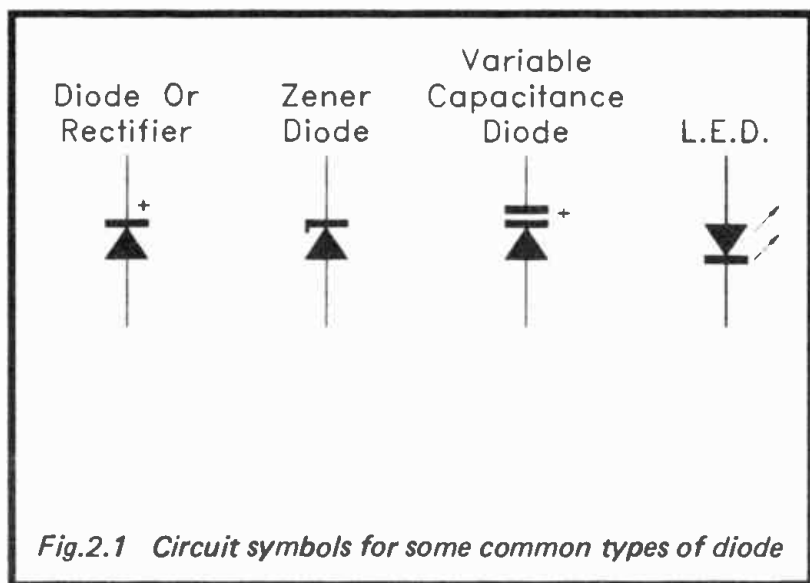 Diode Or
Rectifier
Zener
Diode
Variable
Capacitance
Diode
L.E.D.
+
+
Fig.2.1 Circuit symbols for some common types of diode